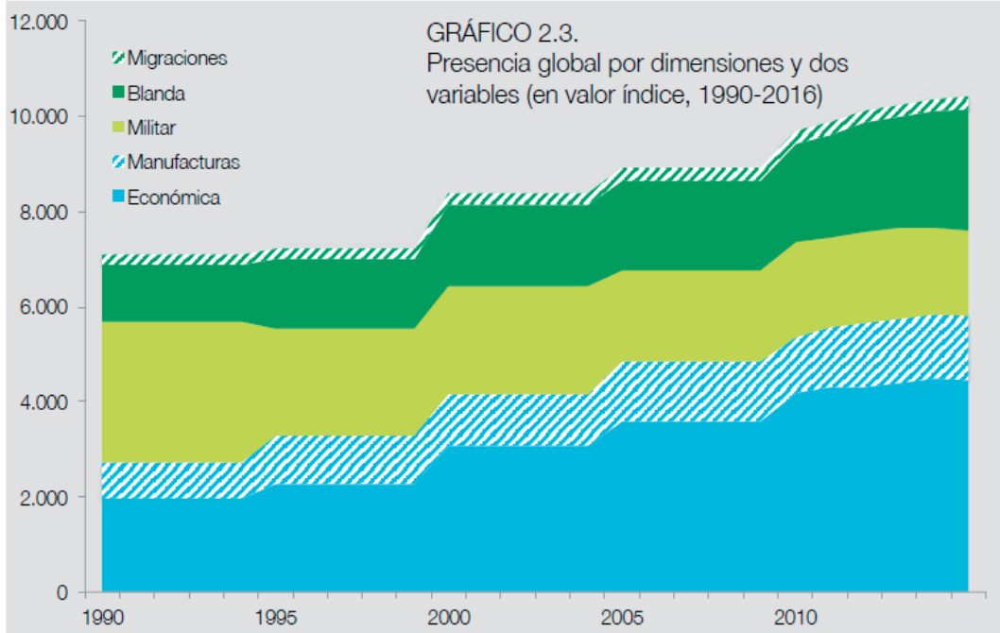 GRÁFICO 2.3.
Presencia global por dimensiones y dos
variables (en valor índice, 1990-2016)
Migraciones
Blanda
Militar
Manufacturas
Económica
12.000
10.000
8.000
6.000
4.000
2.000
0
1990 1995 2000 2005 2010